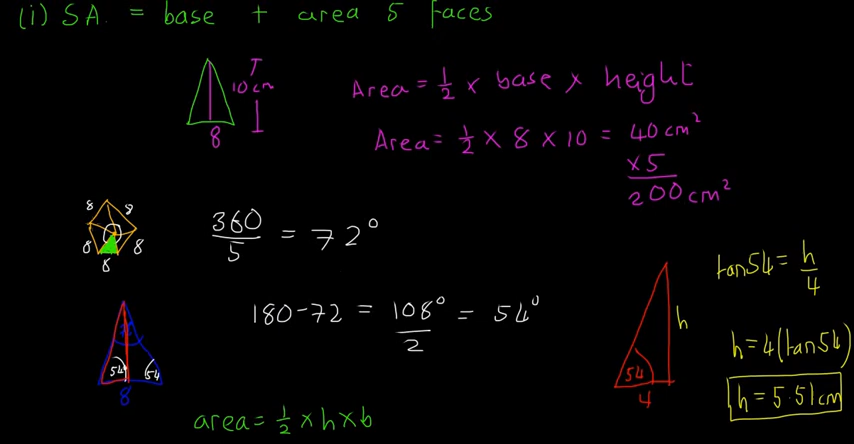 (i) S.A. = base + area 5 faces
10cm
8
Area = 1/2 x base x height
Area = 1/2 x 8 x 10 = 40 cm²
x5
200 cm²
8 8
8 8
8
360/5 = 72°
180-72 = 108°/2 = 54°
54 54
8
area = 1/2 x h x b
h
54
4
tan54 = h/4
h = 4(tan54)
h = 5.51cm